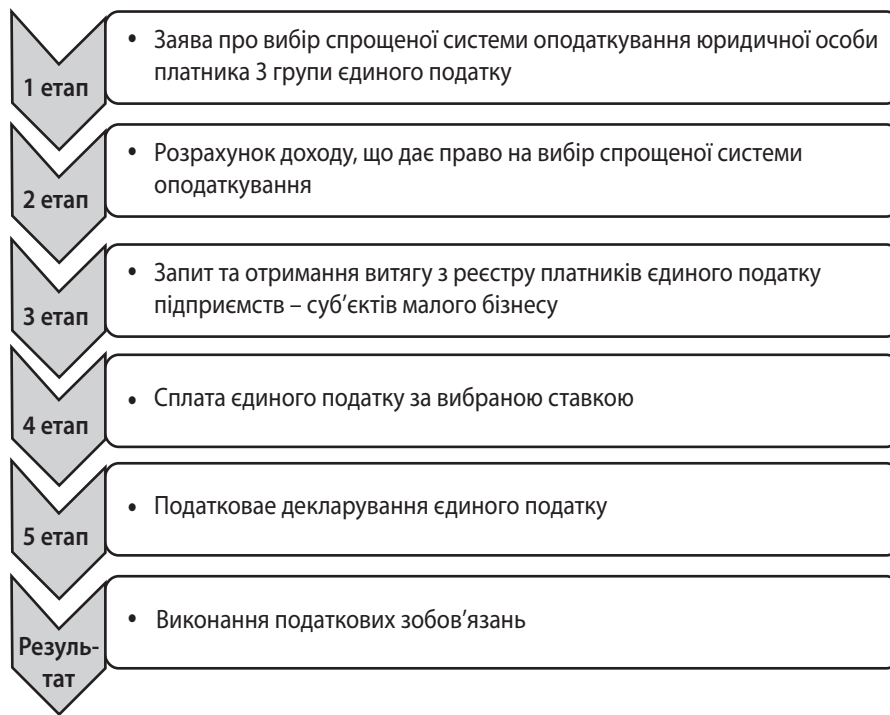 1 етап
• Заява про вибір спрощеної системи оподаткування юридичної особи
платника 3 групи єдиного податку
2 етап
• Розрахунок доходу, що дає право на вибір спрощеної системи
оподаткування
3 етап
• Запит та отримання витягу з реєстру платників єдиного податку
підприємств – суб’єктів малого бізнесу
4 етап
• Сплата єдиного податку за вибраною ставкою
5 етап
• Податковае декларування єдиного податку
Резуль-
тат
• Виконання податкових зобов’язань